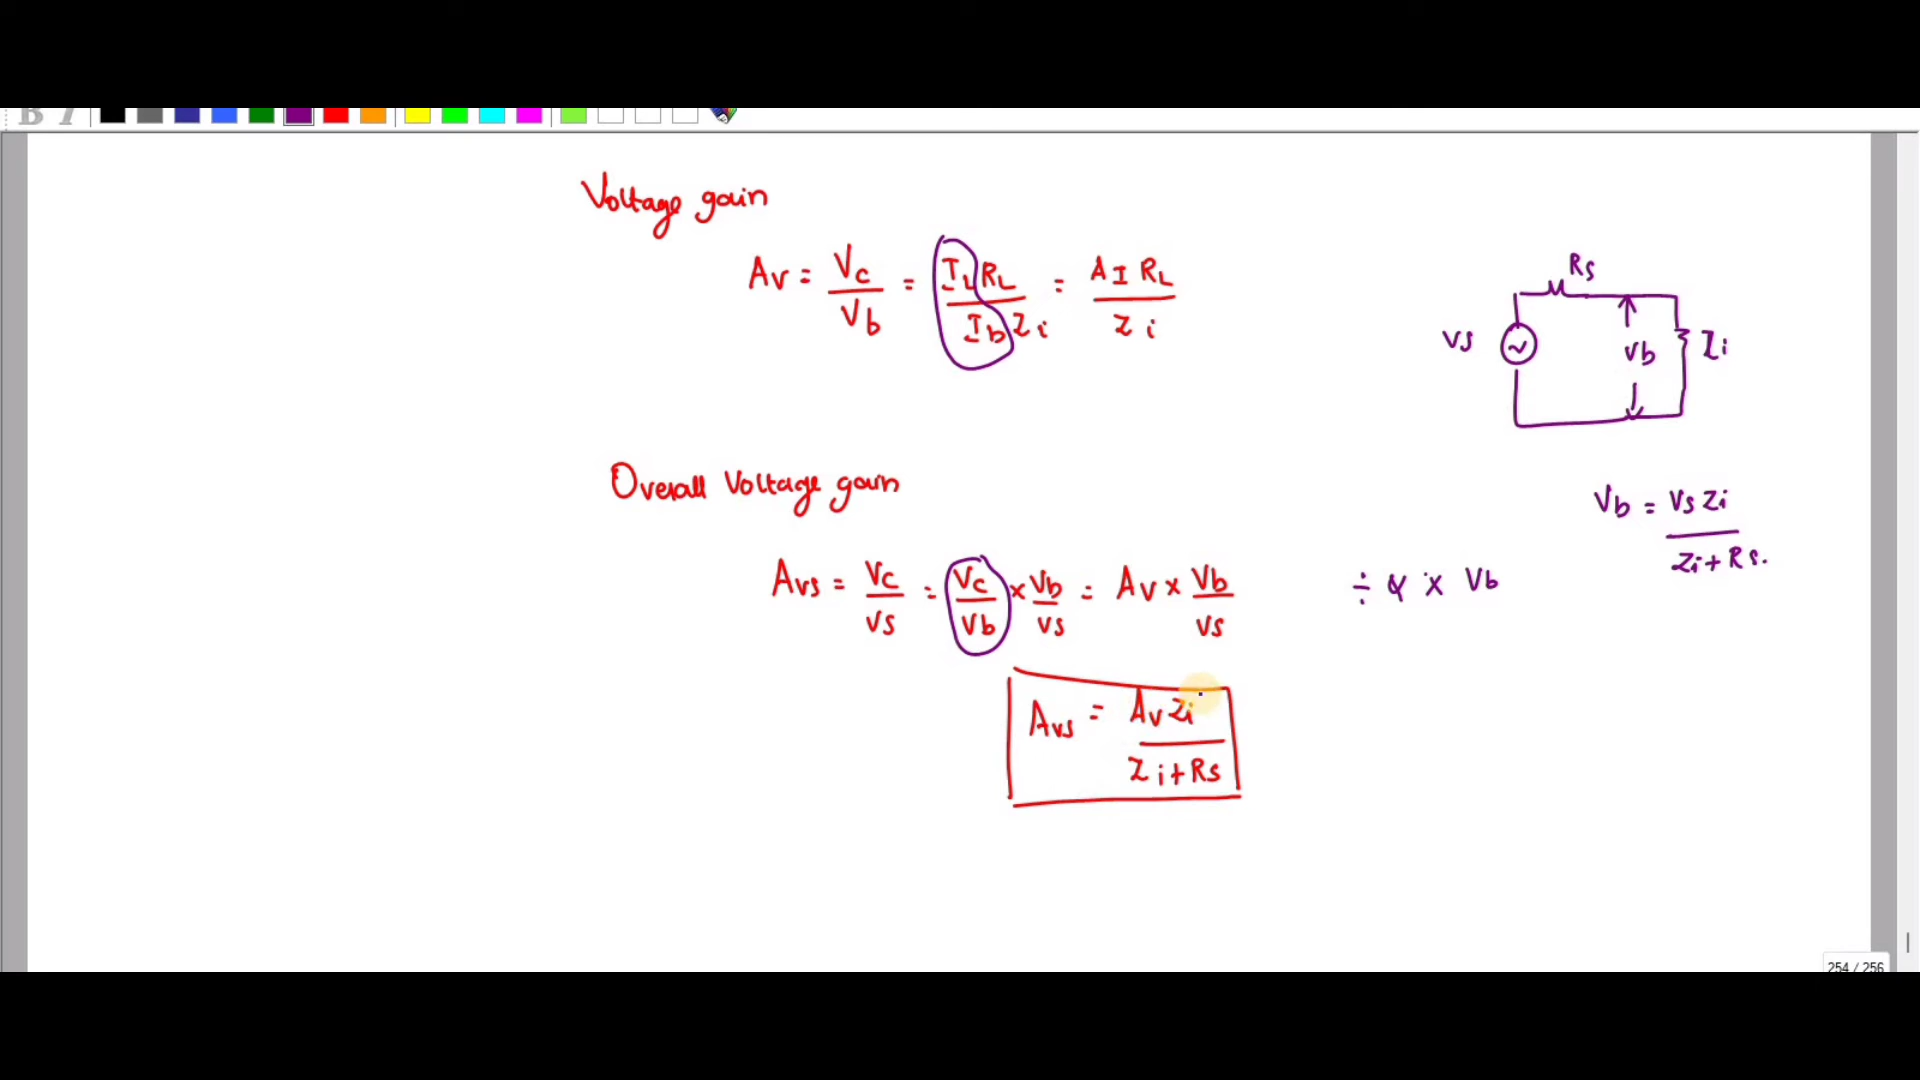 B I
Voltage gain
Av = Vc / Vb = IL RL / Ib Zi = AI RL / Zi
Rs
Vs
Vb
Zi
Overall Voltage gain
Vb = Vs Zi / Zi + Rs.
Avs = Vc / Vs = Vc / Vb × Vb / Vs = Av × Vb / Vs
÷ & × Vb
Avs = Av Zi / Zi + Rs
254 / 256